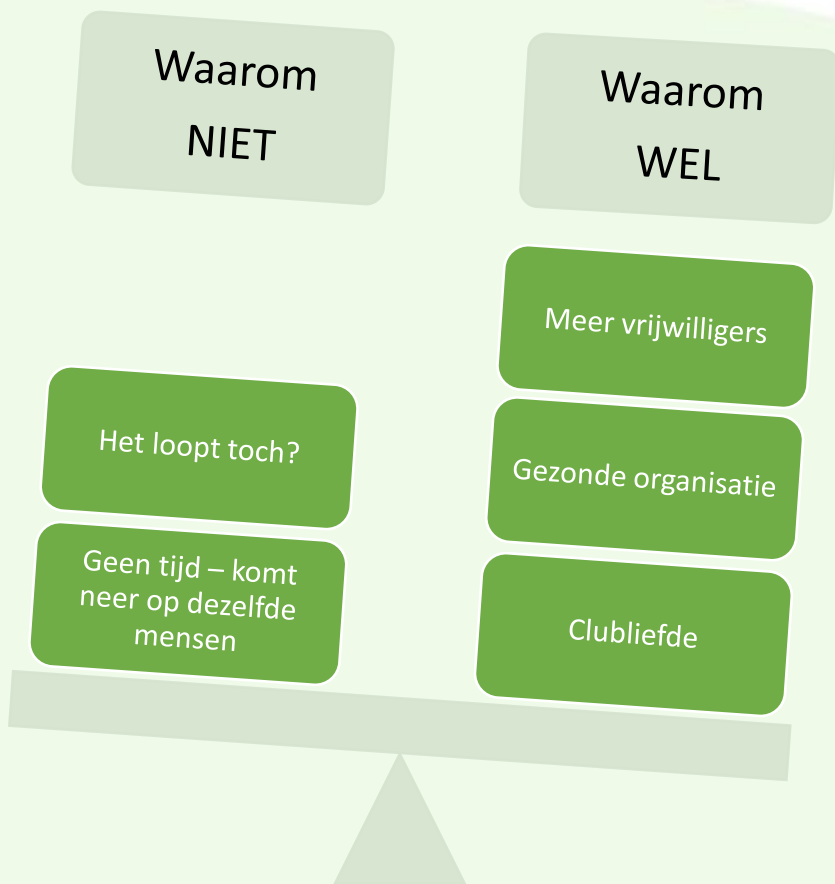 Waarom
NIET
Het loopt toch?
Geen tijd – komt
neer op dezelfde
mensen
Waarom
WEL
Meer vrijwilligers
Gezonde organisatie
Clubliefde